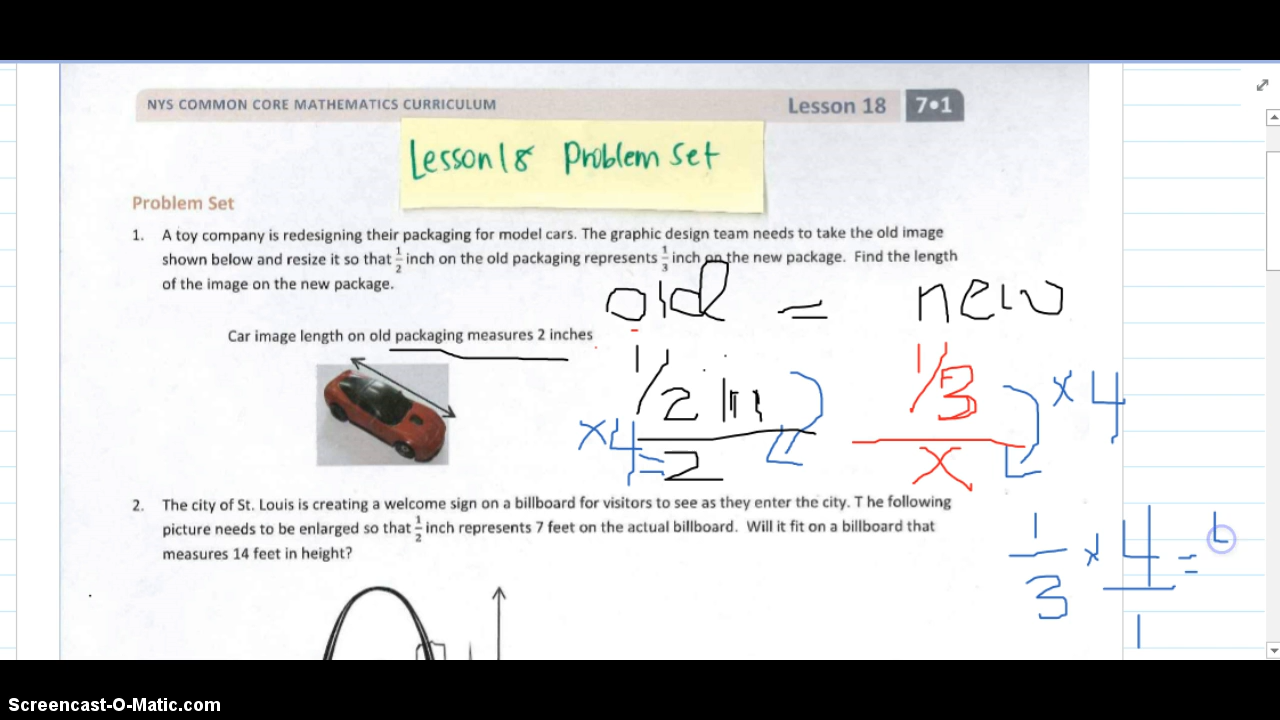 NYS COMMON CORE MATHEMATICS CURRICULUM Lesson 18 7•1
Lesson 18 Problem Set
Problem Set
1. A toy company is redesigning their packaging for model cars. The graphic design team needs to take the old image
shown below and resize it so that 1/2 inch on the old packaging represents 1/3 inch on the new package. Find the length
of the image on the new package.
old = new
Car image length on old packaging measures 2 inches
1/2 in 1/3 x 4
x4 = 2 x
2. The city of St. Louis is creating a welcome sign on a billboard for visitors to see as they enter the city. T he following
picture needs to be enlarged so that 1/2 inch represents 7 feet on the actual billboard. Will it fit on a billboard that
measures 14 feet in height?
1/3 x 4/1 =
Screencast-O-Matic.com